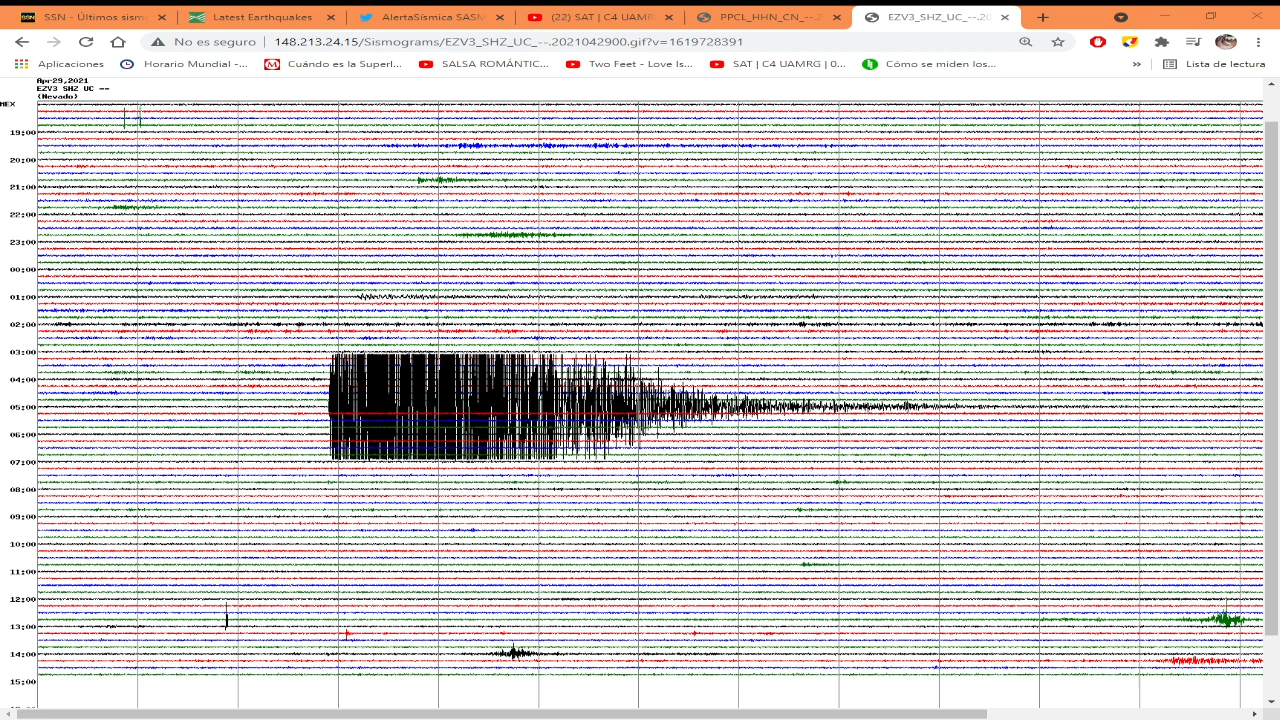 SSN - Últimos sism
Latest Earthquakes
AlertaSísmica SASM
(22) SAT | C4 UAMR
PPCL_HHN_CN_--.2
EZV3_SHZ_UC_--.20
No es seguro | 148.213.24.15/Sismograms/EZV3_SHZ_UC_--.2021042900.gif?v=1619728391
Aplicaciones
Horario Mundial -...
Cuándo es la Superl...
SALSA ROMÁNTIC...
Two Feet - Love Is...
SAT | C4 UAMRG | 0...
Cómo se miden los...
»
Lista de lectura
Apr29,2021
EZV3 SHZ UC --
(Nevado)
MEX
19:00
20:00
21:00
22:00
23:00
00:00
01:00
02:00
03:00
04:00
05:00
06:00
07:00
08:00
09:00
10:00
11:00
12:00
13:00
14:00
15:00